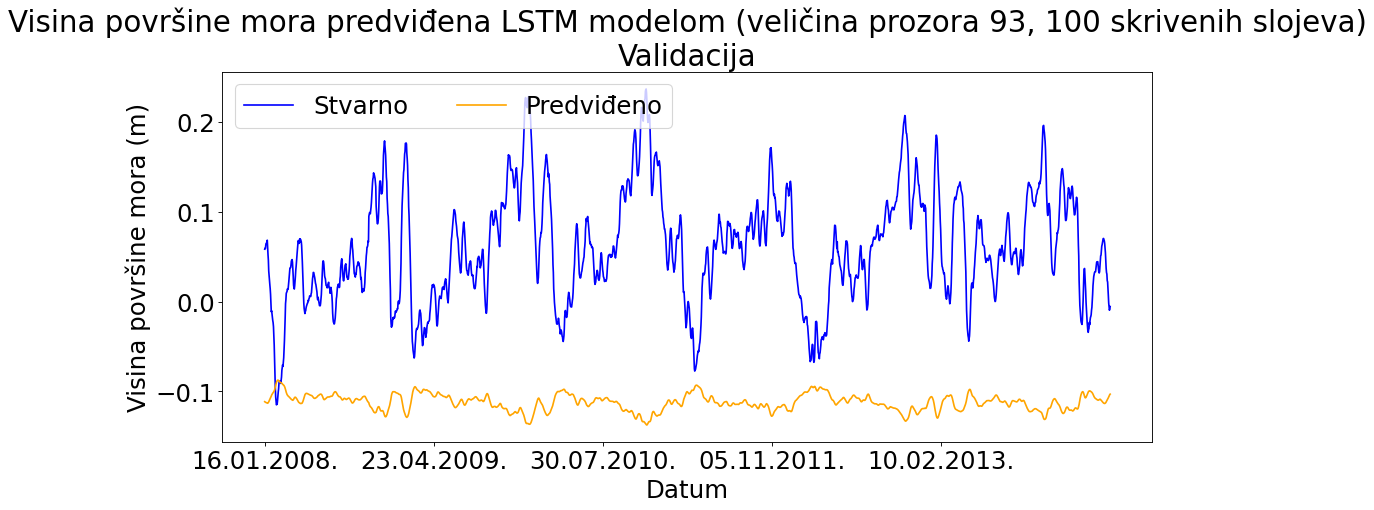 Visina površine mora predviđena LSTM modelom (veličina prozora 93, 100 skrivenih slojeva)
Validacija
Stvarno
Predviđeno
Visina površine mora (m)
0.2
0.1
0.0
−0.1
16.01.2008.
23.04.2009.
30.07.2010.
05.11.2011.
10.02.2013.
Datum